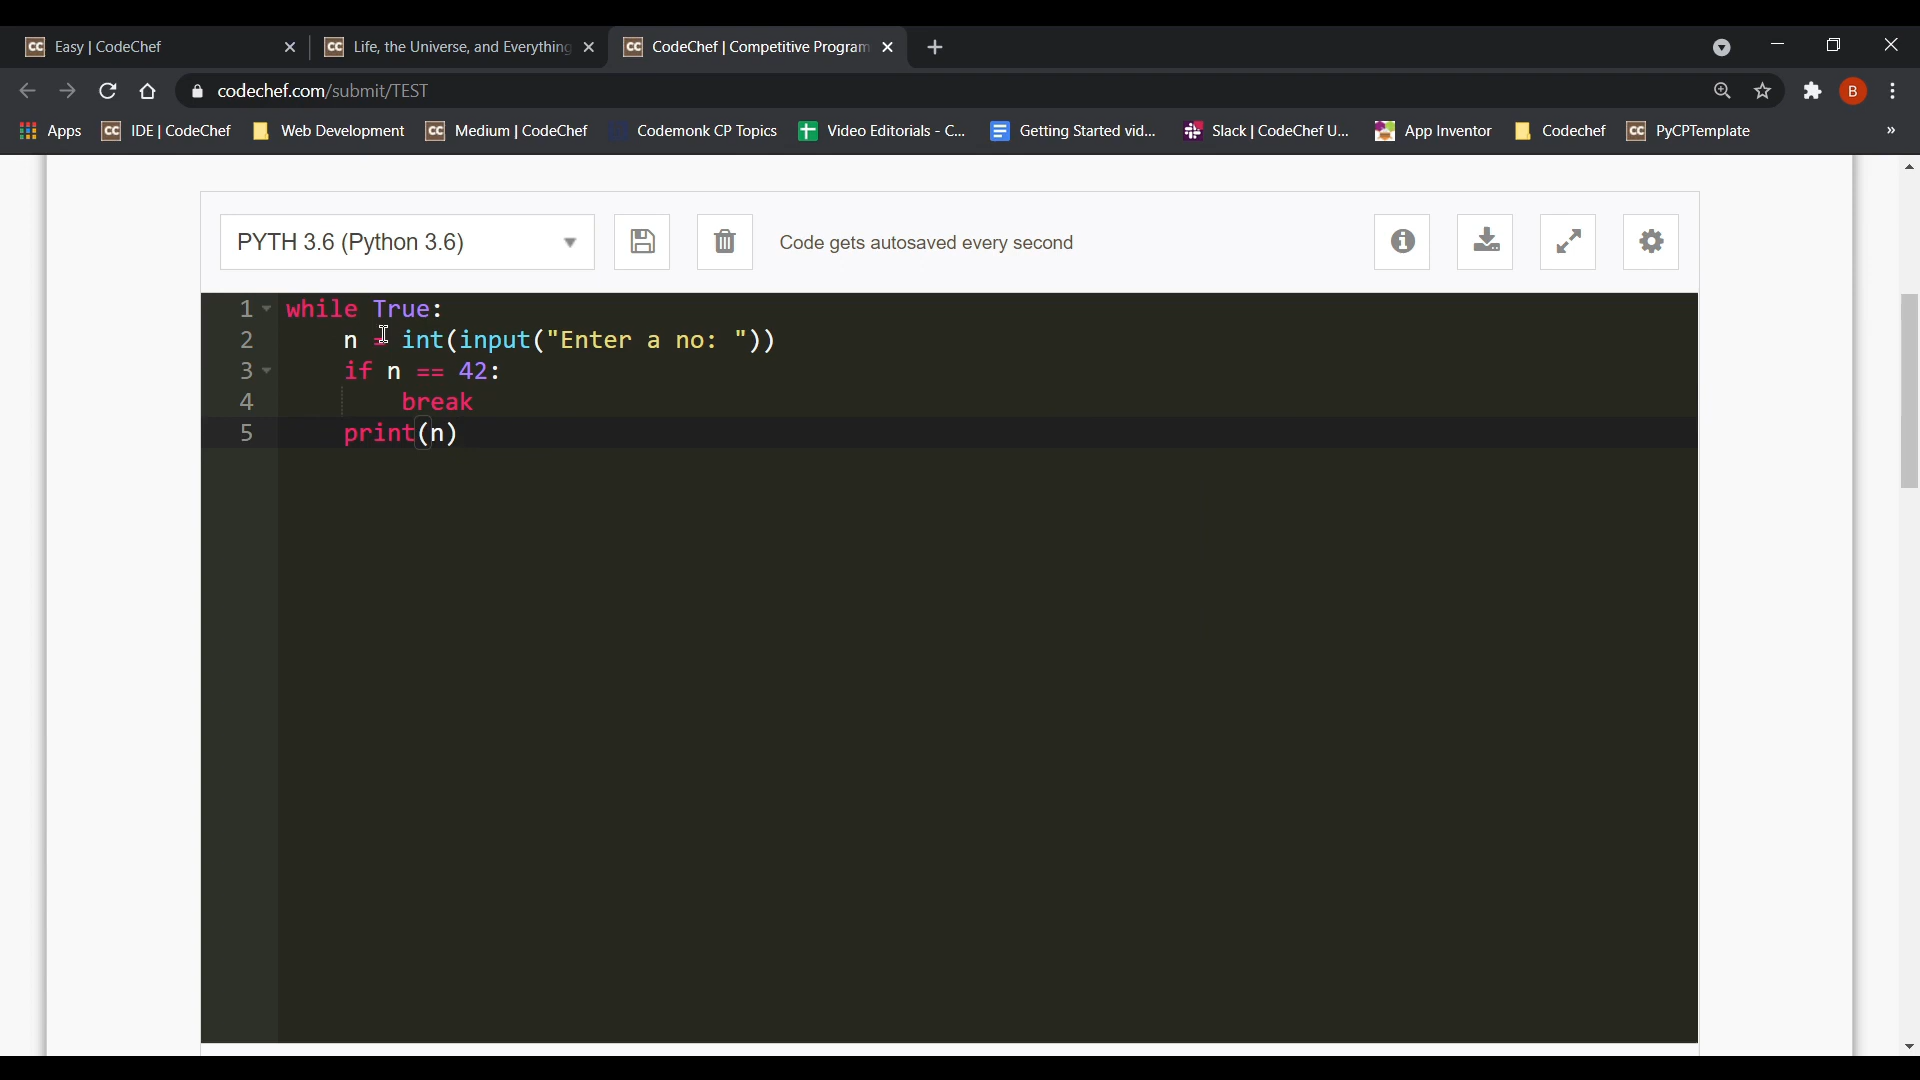 Easy | CodeChef
Life, the Universe, and Everything
CodeChef | Competitive Program
codechef.com/submit/TEST
B
Apps
IDE | CodeChef
Web Development
Medium | CodeChef
Codemonk CP Topics
Video Editorials - C...
Getting Started vid...
Slack | CodeChef U...
App Inventor
Codechef
PyCPTemplate
»
PYTH 3.6 (Python 3.6)
Code gets autosaved every second
1 while True:
2     n = int(input("Enter a no: "))
3     if n == 42:
4         break
5     print(n)